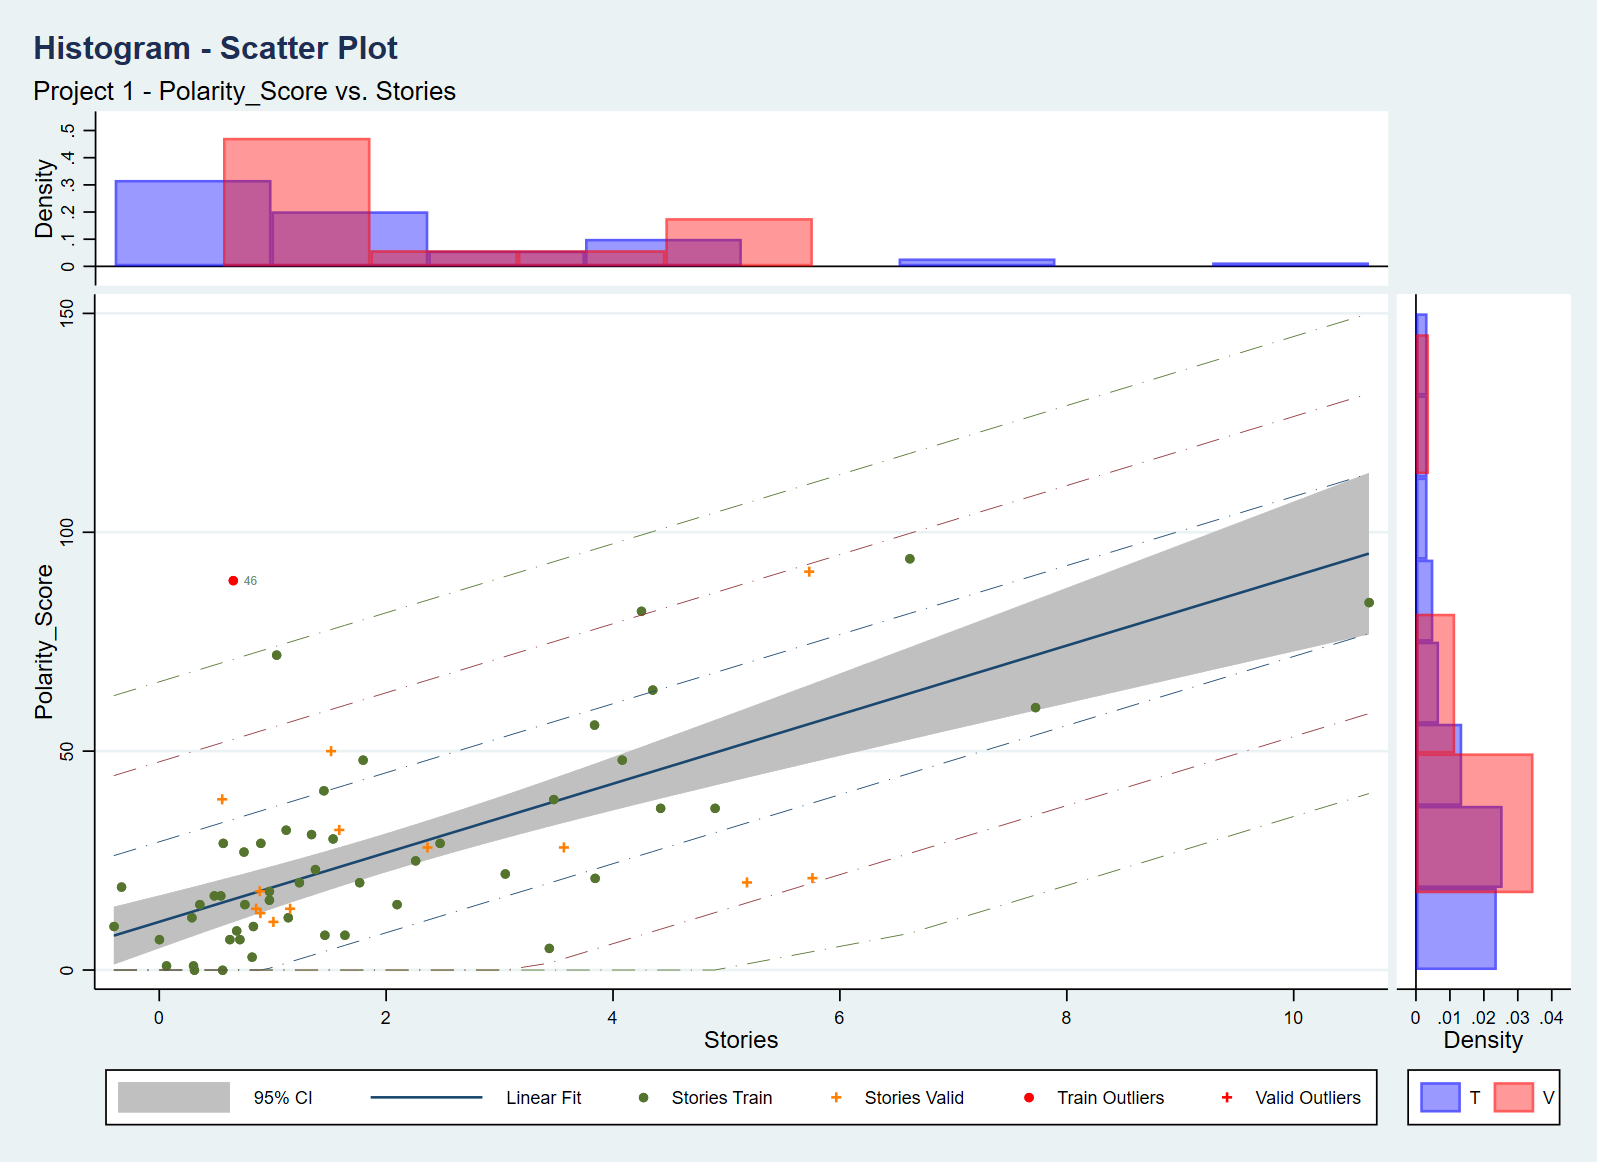 Histogram - Scatter Plot
Project 1 - Polarity_Score vs. Stories
Density
0 .1 .2 .3 .4 .5
Polarity_Score
0 50 100 150
46
0 2 4 6 8 10
Stories
0 .01 .02 .03 .04
Density
95% CI Linear Fit Stories Train Stories Valid Train Outliers Valid Outliers
T V